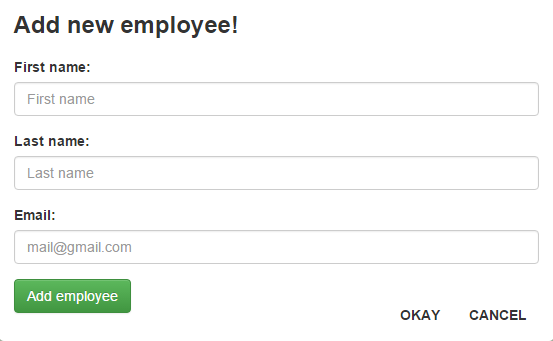 Add new employee!
First name:
First name
Last name:
Last name
Email:
mail@gmail.com
Add employee
OKAY CANCEL